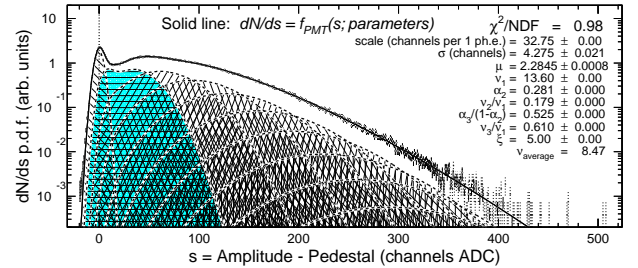 Solid line: dN/ds = f_PMT(s; parameters)
χ²/NDF = 0.98
scale (channels per 1 ph.e.) = 32.75 ± 0.00
σ (channels) = 4.275 ± 0.021
μ = 2.2845 ± 0.0008
ν₁ = 13.60 ± 0.00
α₂ = 0.281 ± 0.000
ν₂/ν₁ = 0.179 ± 0.000
α₃/(1-α₂) = 0.525 ± 0.000
ν₃/ν₁ = 0.610 ± 0.000
ξ = 5.00 ± 0.00
ν_average = 8.47
dN/ds p.d.f. (arb. units)
1
10⁻¹
10⁻²
10⁻³
0 100 200 300 400 500
s = Amplitude - Pedestal (channels ADC)